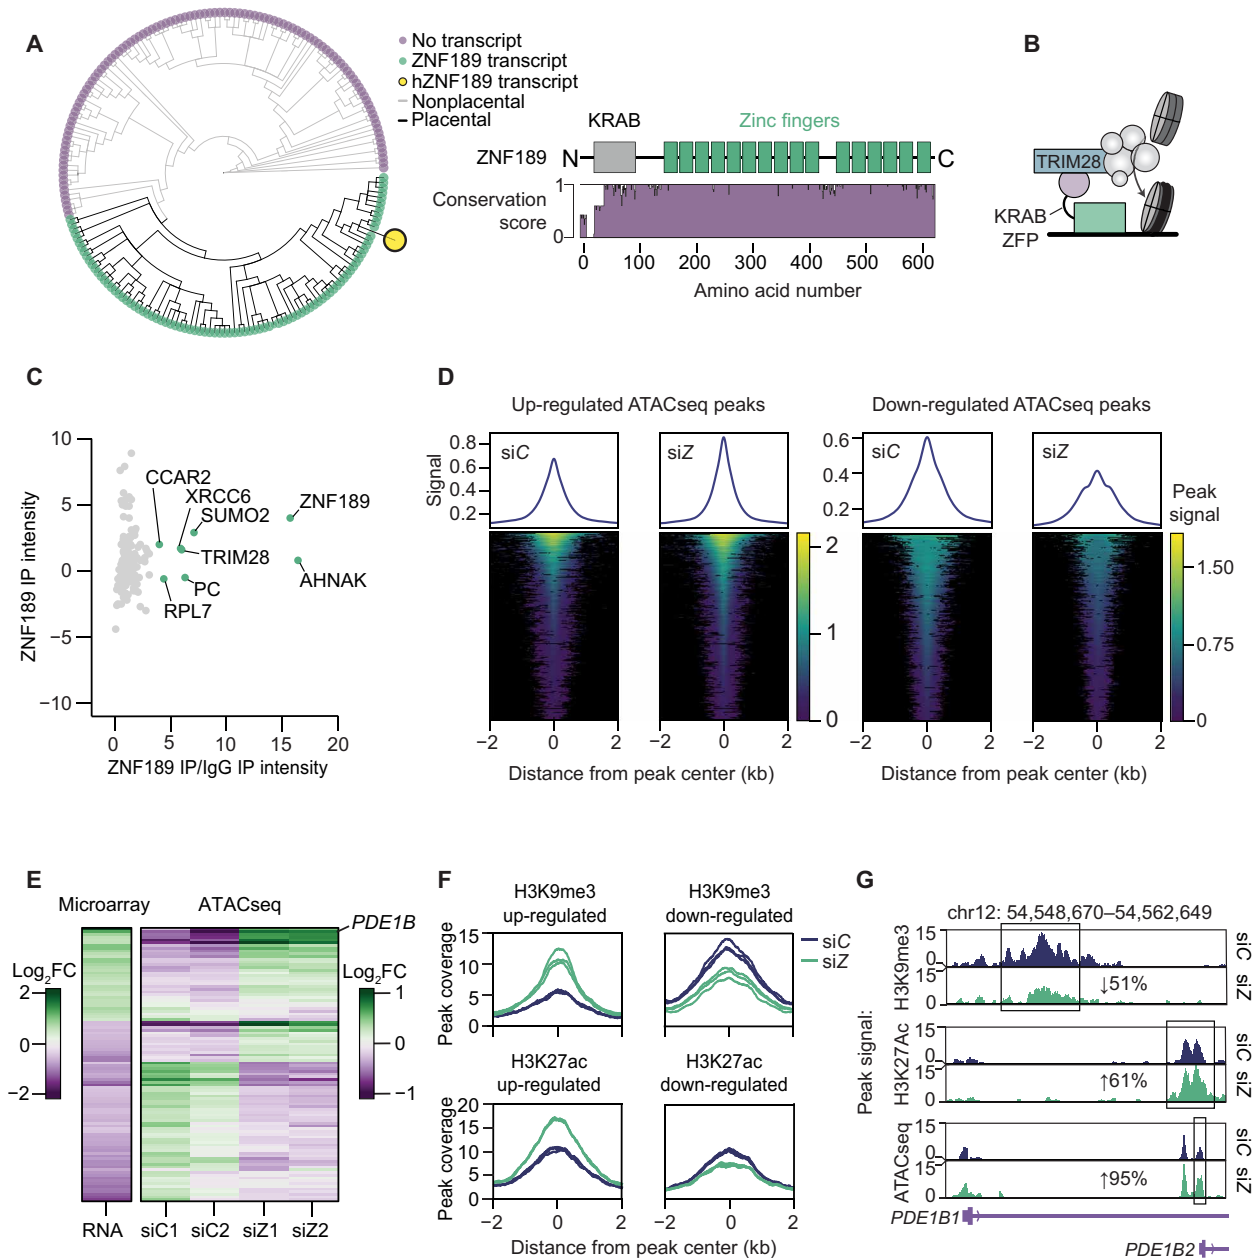 A
No transcript
ZNF189 transcript
hZNF189 transcript
Nonplacental
Placental
KRAB
Zinc fingers
ZNF189
N
C
Conservation
score
1
0
0 100 200 300 400 500 600
Amino acid number
B
TRIM28
KRAB
ZFP
C
ZNF189 IP intensity
10
5
0
−5
−10
CCAR2
XRCC6
SUMO2
ZNF189
TRIM28
AHNAK
PC
RPL7
0 5 10 15 20
ZNF189 IP/IgG IP intensity
D
Up-regulated ATACseq peaks
Down-regulated ATACseq peaks
Signal
0.8
0.6
0.4
0.2
siC
siZ
0.6
0.4
0.2
siC
siZ
Peak
signal
2
1
0
1.50
0.75
0
−2 0 2
−2 0 2
−2 0 2
−2 0 2
Distance from peak center (kb)
Distance from peak center (kb)
E
Microarray
ATACseq
PDE1B
Log2FC
2
0
−2
Log2FC
1
0
−1
RNA
siC1 siC2 siZ1 siZ2
F
H3K9me3
up-regulated
H3K9me3
down-regulated
siC
siZ
Peak coverage
15
10
5
0
H3K27ac
up-regulated
H3K27ac
down-regulated
Peak coverage
20
15
10
5
0
−2 0 2
−2 0 2
Distance from peak center (kb)
G
chr12: 54,548,670–54,562,649
Peak signal:
H3K9me3
15
0
siC
15
0
siZ
↓51%
H3K27Ac
15
0
siC
15
0
siZ
↑61%
ATACseq
15
0
siC
15
0
siZ
↑95%
PDE1B1
PDE1B2